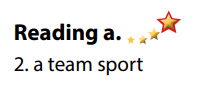 Reading a.
2. a team sport